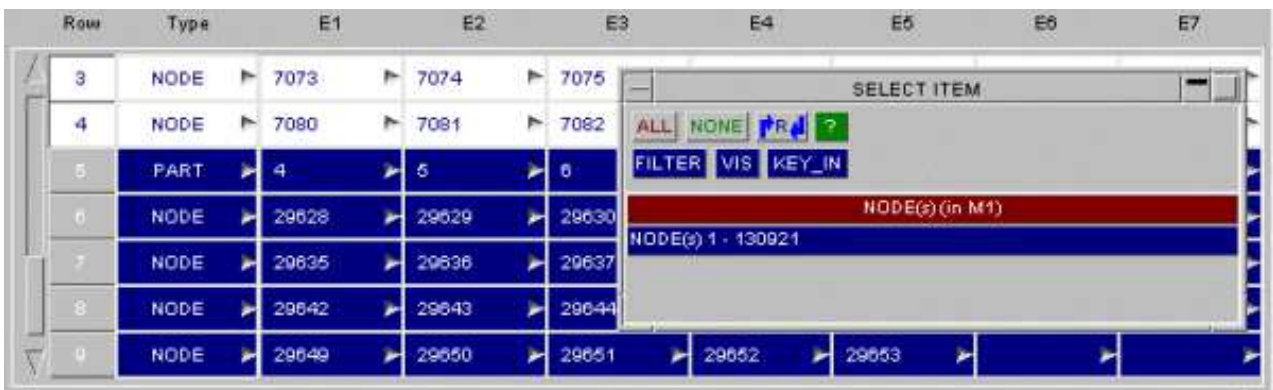 Row Type E1 E2 E3 E4 E5 E6 E7
3 NODE 7073 7074 7075
SELECT ITEM
4 NODE 7080 7081 7082
ALL NONE R ?
5 PART 4 5 6
FILTER VIS KEY_IN
6 NODE 29628 29629 29630
NODE(s) (in M1)
NODE(s) 1 - 130921
7 NODE 29635 29636 29637
8 NODE 29642 29643 29644
9 NODE 29649 29650 29651 29652 29653